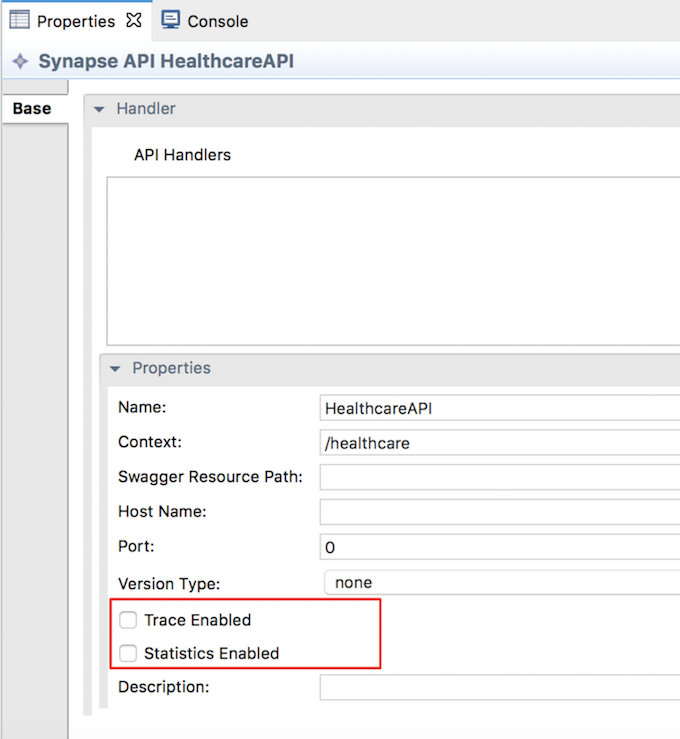 Properties Console
Synapse API HealthcareAPI
Base
Handler
API Handlers
Properties
Name: HealthcareAPI
Context: /healthcare
Swagger Resource Path:
Host Name:
Port: 0
Version Type: none
Trace Enabled
Statistics Enabled
Description: